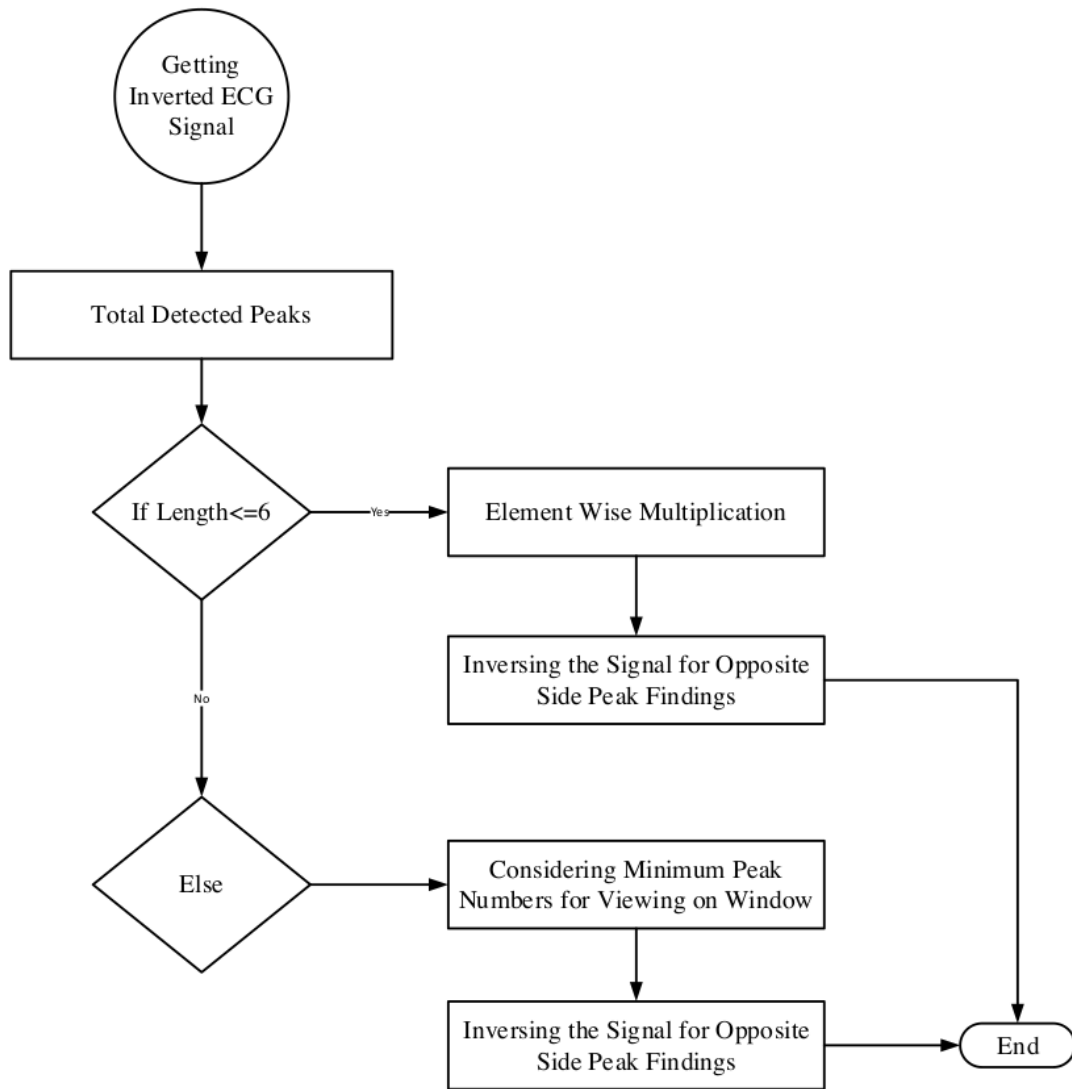 Getting
Inverted ECG
Signal
Total Detected Peaks
If Length<=6
Yes
Element Wise Multiplication
Inversing the Signal for Opposite
Side Peak Findings
No
Else
Considering Minimum Peak
Numbers for Viewing on Window
Inversing the Signal for Opposite
Side Peak Findings
End